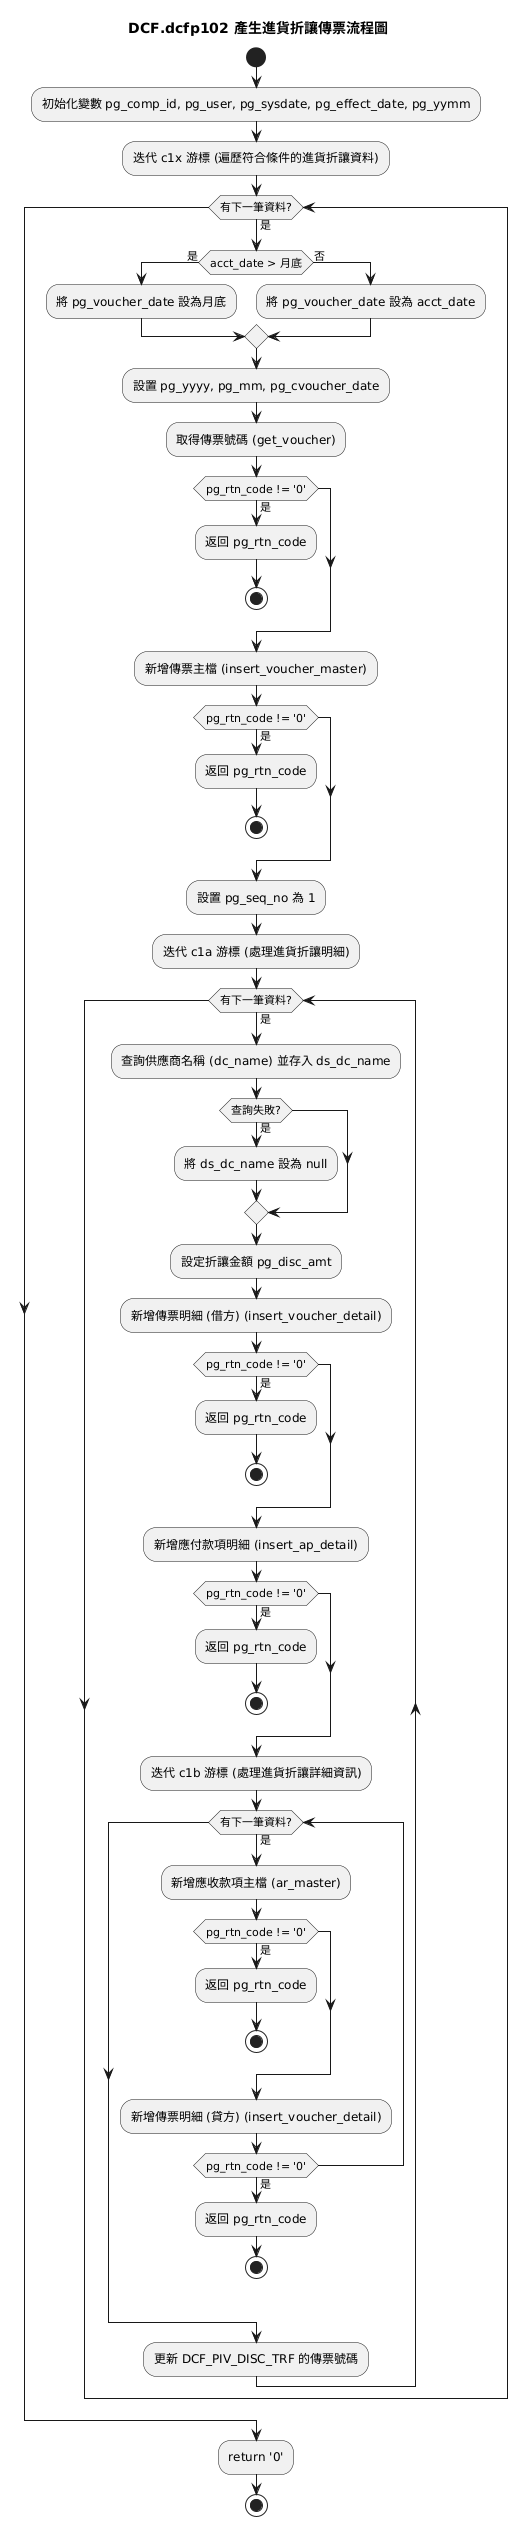 DCF.dcfp102 產生進貨折讓傳票流程圖
初始化變數 pg_comp_id, pg_user, pg_sysdate, pg_effect_date, pg_yymm
迭代 c1x 游標 (遍歷符合條件的進貨折讓資料)
有下一筆資料?
是
是
acct_date > 月底
否
將 pg_voucher_date 設為月底
將 pg_voucher_date 設為 acct_date
設置 pg_yyyy, pg_mm, pg_cvoucher_date
取得傳票號碼 (get_voucher)
pg_rtn_code != '0'
是
返回 pg_rtn_code
新增傳票主檔 (insert_voucher_master)
pg_rtn_code != '0'
是
返回 pg_rtn_code
設置 pg_seq_no 為 1
迭代 c1a 游標 (處理進貨折讓明細)
有下一筆資料?
是
查詢供應商名稱 (dc_name) 並存入 ds_dc_name
查詢失敗?
是
將 ds_dc_name 設為 null
設定折讓金額 pg_disc_amt
新增傳票明細 (借方) (insert_voucher_detail)
pg_rtn_code != '0'
是
返回 pg_rtn_code
新增應付款項明細 (insert_ap_detail)
pg_rtn_code != '0'
是
返回 pg_rtn_code
迭代 c1b 游標 (處理進貨折讓詳細資訊)
有下一筆資料?
是
新增應收款項主檔 (ar_master)
pg_rtn_code != '0'
是
返回 pg_rtn_code
新增傳票明細 (貸方) (insert_voucher_detail)
pg_rtn_code != '0'
是
返回 pg_rtn_code
更新 DCF_PIV_DISC_TRF 的傳票號碼
return '0'